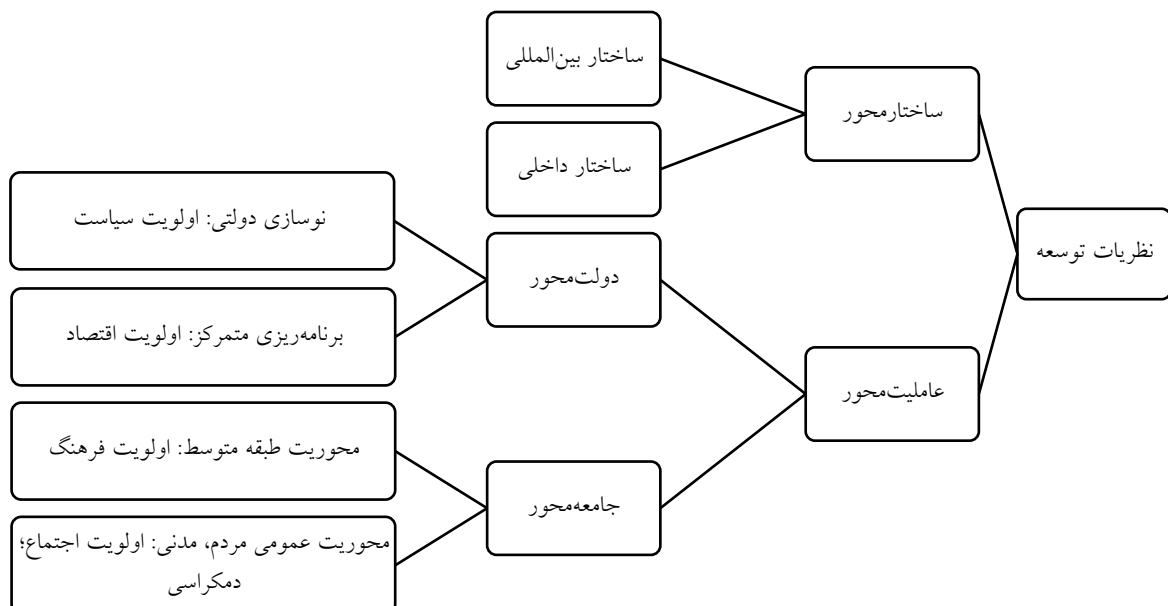 نظریات توسعه
ساختارمحور
ساختار بین‌المللی
ساختار داخلی
عاملیت‌محور
دولت‌محور
نوسازی دولتی: اولویت سیاست
برنامه‌ریزی متمرکز: اولویت اقتصاد
جامعه‌محور
محوریت طبقه متوسط: اولویت فرهنگ
محوریت عمومی مردم، مدنی: اولویت اجتماع؛
دمکراسی